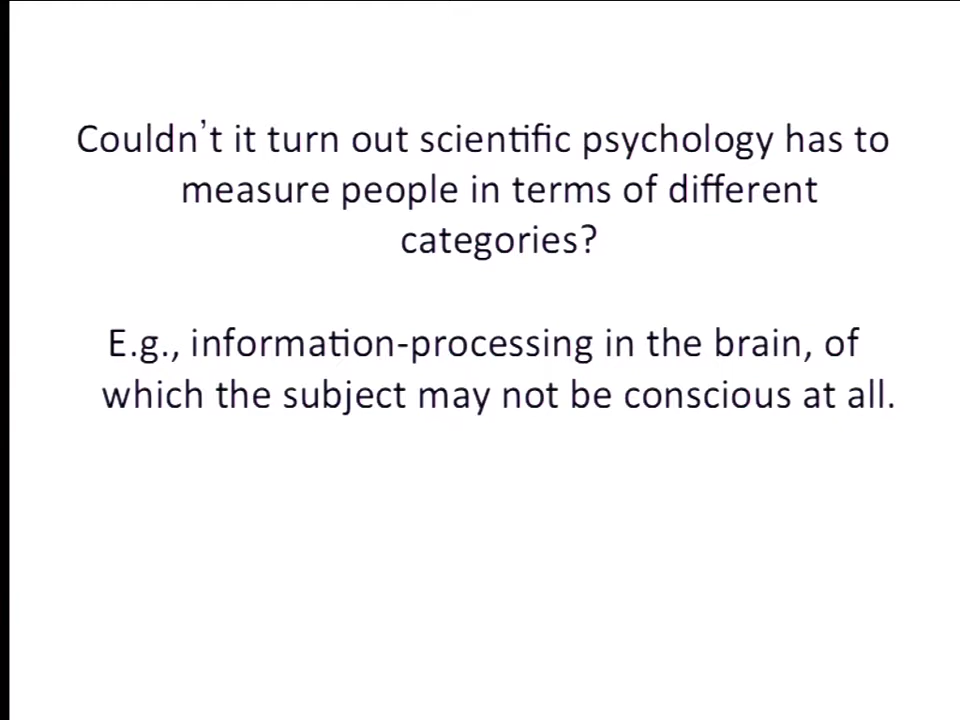 Couldn't it turn out scientific psychology has to
measure people in terms of different
categories?
E.g., information-processing in the brain, of
which the subject may not be conscious at all.